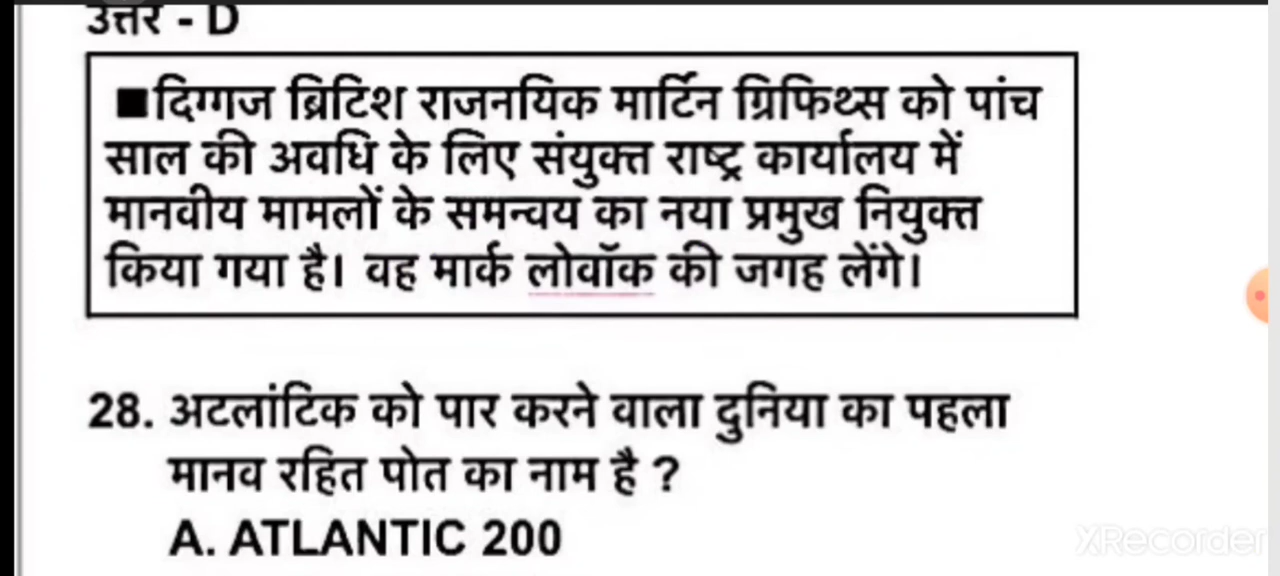 उत्तर - D
■दिग्गज ब्रिटिश राजनयिक मार्टिन ग्रिफिथ्स को पांच
साल की अवधि के लिए संयुक्त राष्ट्र कार्यालय में
मानवीय मामलों के समन्वय का नया प्रमुख नियुक्त
किया गया है। वह मार्क लोवॉक की जगह लेंगे।
28. अटलांटिक को पार करने वाला दुनिया का पहला
मानव रहित पोत का नाम है ?
A. ATLANTIC 200
XRecorder